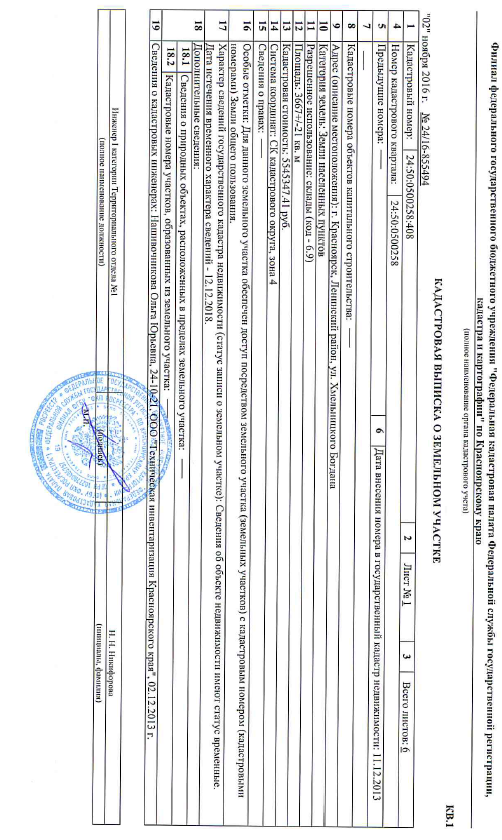 Филиал федерального государственного бюджетного учреждения "Федеральная кадастровая палата Федеральной службы государственной регистрации,
кадастра и картографии" по Красноярскому краю
(полное наименование органа кадастрового учета)
КВ.1
КАДАСТРОВАЯ ВЫПИСКА О ЗЕМЕЛЬНОМ УЧАСТКЕ
"02" ноября 2016 г. № 24/16-855494
1 Кадастровый номер: 24:50:0500258:408 2 Лист № 1 3 Всего листов: 6
4 Номер кадастрового квартала: 24:50:0500258
5 Предыдущие номера: — 6 Дата внесения номера в государственный кадастр недвижимости: 11.12.2013
7
8 Кадастровые номера объектов капитального строительства: —
9 Адрес (описание местоположения): г. Красноярск, Ленинский район, ул. Хмельницкого Богдана
10 Категория земель: Земли населенных пунктов
11 Разрешенное использование: склады (код - 6.9)
12 Площадь: 3667+/-21 кв. м
13 Кадастровая стоимость: 5545347.41 руб.
14 Система координат: СК кадастрового округа, зона 4
15 Сведения о правах: —
16 Особые отметки: Для данного земельного участка обеспечен доступ посредством земельного участка (земельных участков) с кадастровым номером (кадастровыми
номерами) Земли общего пользования.
17 Характер сведений государственного кадастра недвижимости (статус записи о земельном участке): Сведения об объекте недвижимости имеют статус временные.
Дата истечения временного характера сведений - 12.12.2018.
18 Дополнительные сведения:
18.1 Сведения о природных объектах, расположенных в пределах земельного участка: —
18.2 Кадастровые номера участков, образованных из земельного участка:
19 Сведения о кадастровых инженерах: Нашивочникова Ольга Юрьевна, 24-10-21, ООО "Техническая инвентаризация Красноярского края", 02.12.2013 г.
Инженер I категории Территориального отдела №1 Н. Н. Никифорова
(полное наименование должности) (подпись) (инициалы, фамилия)
М.П.